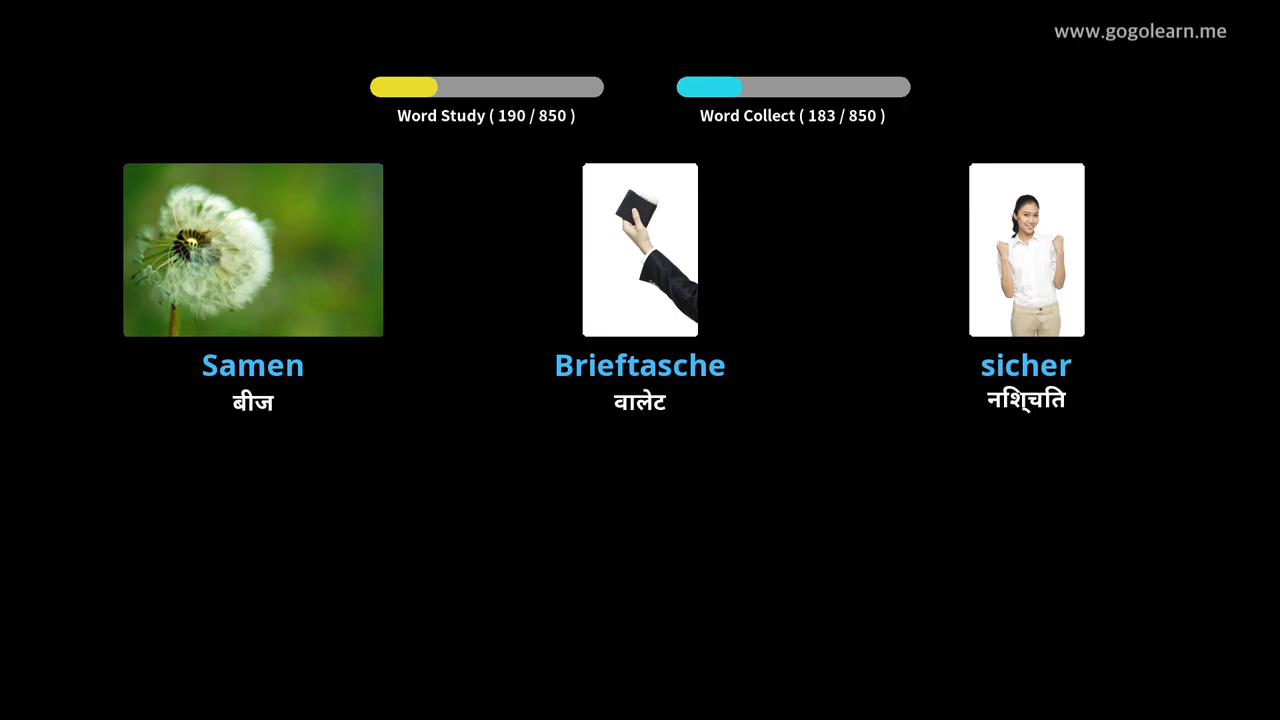 www.gogolearn.me
Word Study ( 190 / 850 )
Word Collect ( 183 / 850 )
Samen
Brieftasche
sicher
बीज
वालेट
निश्चित